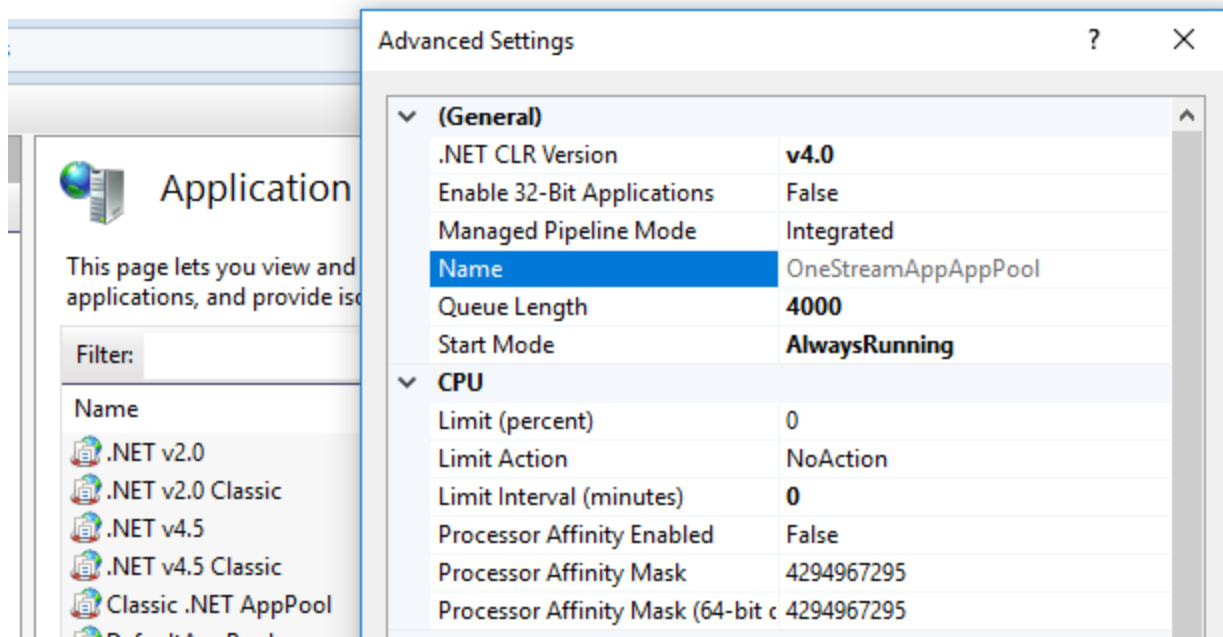 Advanced Settings
?
(General)
.NET CLR Version v4.0
Enable 32-Bit Applications False
Managed Pipeline Mode Integrated
Name OneStreamAppAppPool
Queue Length 4000
Start Mode AlwaysRunning
CPU
Limit (percent) 0
Limit Action NoAction
Limit Interval (minutes) 0
Processor Affinity Enabled False
Processor Affinity Mask 4294967295
Processor Affinity Mask (64-bit 4294967295
Application
This page lets you view and
applications, and provide
Filter:
Name
.NET v2.0
.NET v2.0 Classic
.NET v4.5
.NET v4.5 Classic
Classic .NET AppPool